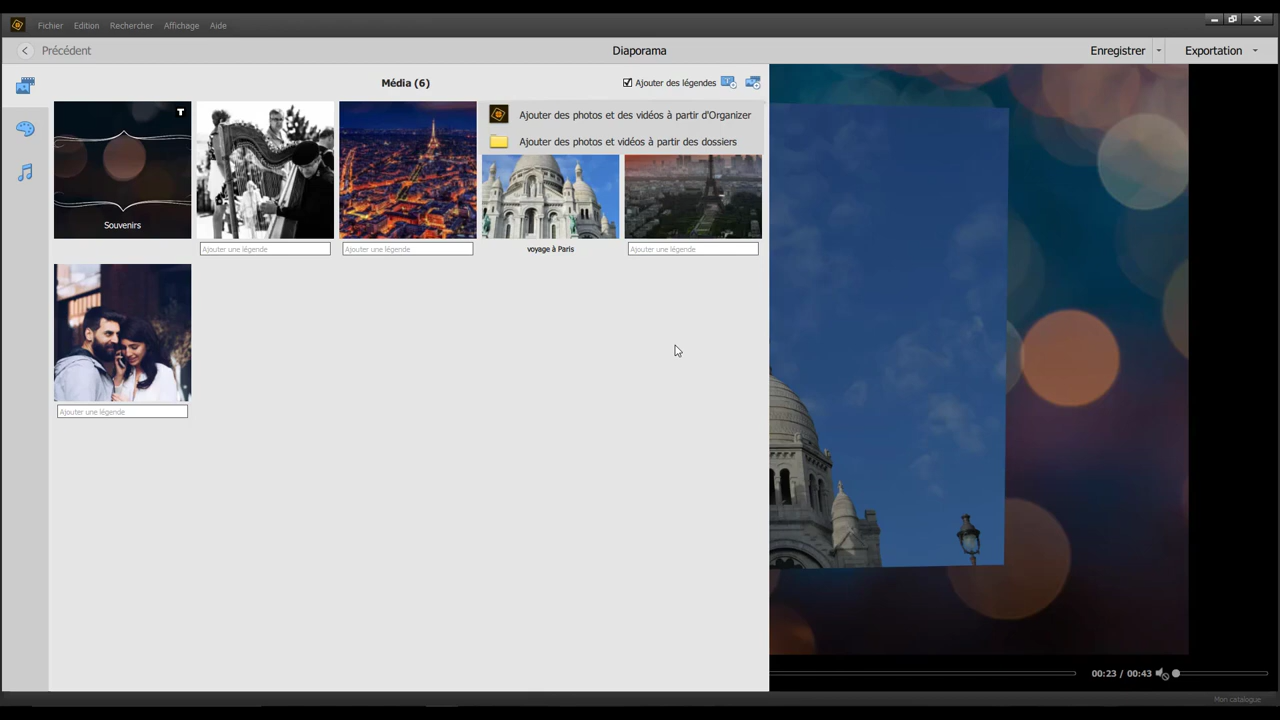 Fichier Edition Rechercher Affichage Aide
Précédent Diaporama Enregistrer Exportation
Média (6) Ajouter des légendes
Ajouter des photos et des vidéos à partir d'Organizer
Ajouter des photos et vidéos à partir des dossiers
T
Souvenirs
Ajouter une légende Ajouter une légende voyage à Paris Ajouter une légende
Ajouter une légende
00:23 / 00:43
Mon catalogue